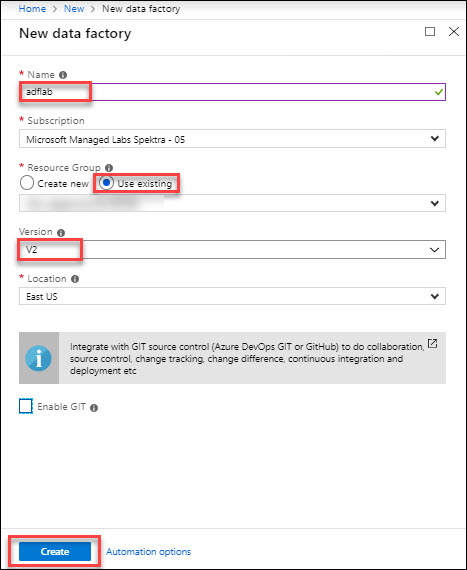 Home > New > New data factory
New data factory
* Name
adflab
* Subscription
Microsoft Managed Labs Spektra - 05
* Resource Group
Create new Use existing
Version
V2
* Location
East US
Integrate with GIT source control (Azure DevOps GIT or GitHub) to do collaboration,
source control, change tracking, change difference, continuous integration and
deployment etc
Enable GIT
Create Automation options